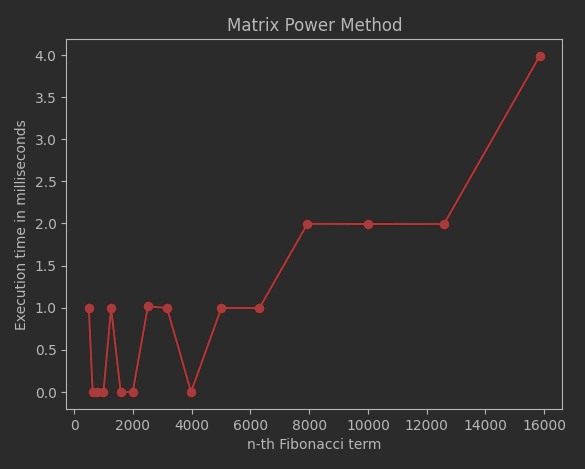 Matrix Power Method
4.0
3.5
3.0
2.5
2.0
1.5
1.0
0.5
0.0
Execution time in milliseconds
0 2000 4000 6000 8000 10000 12000 14000 16000
n-th Fibonacci term